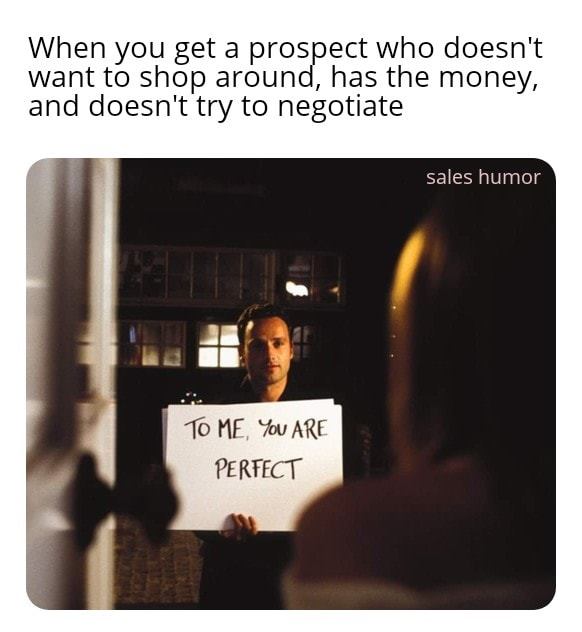 When you get a prospect who doesn't
want to shop around, has the money,
and doesn't try to negotiate
sales humor
TO ME, YOU ARE
PERFECT